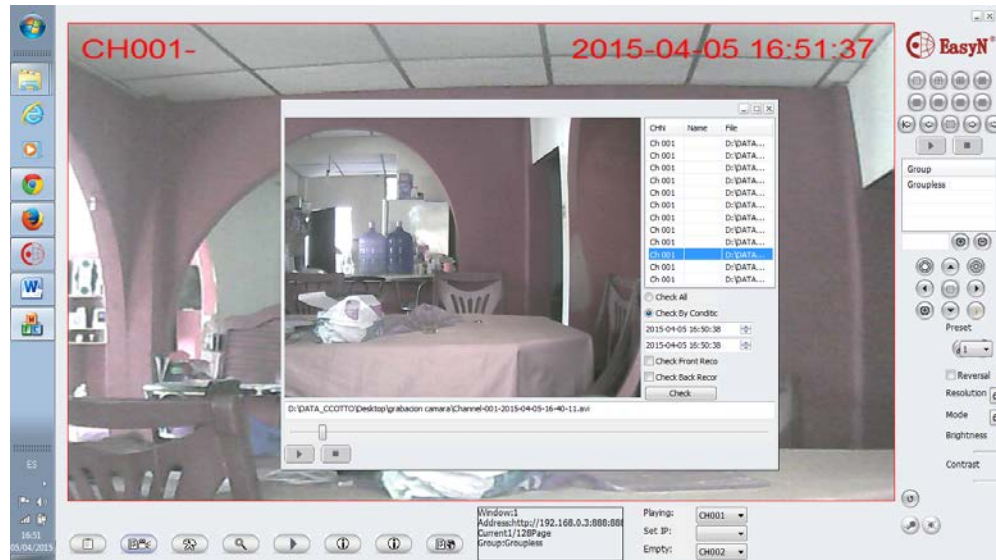 CH001-
2015-04-05 16:51:37
EasyN
CHN Name File
Ch 001 D:\DATA...
Ch 001 D:\DATA...
Ch 001 D:\DATA...
Ch 001 D:\DATA...
Ch 001 D:\DATA...
Ch 001 D:\DATA...
Ch 001 D:\DATA...
Ch 001 D:\DATA...
Ch 001 D:\DATA...
Ch 001 D:\DATA...
Ch 001 D:\DATA...
Ch 001 D:\DATA...
Check All
Check By Conditic
2015-04-05 16:50:38
2015-04-05 16:50:38
Check Front Reco
Check Back Recor
Check
D:\DATA_CCOTTO\Desktop\grabacion camara\Channel-001-2015-04-05-16-40-11.avi
Group
Groupless
Preset
1
Reversal
Resolution
Mode
Brightness
Contrast
ES
16:51
05/04/2015
Window:1
Address:http://192.168.0.3:888:888
Current1/128Page
Group:Groupless
Playing: CH001
Set IP:
Empty: CH002